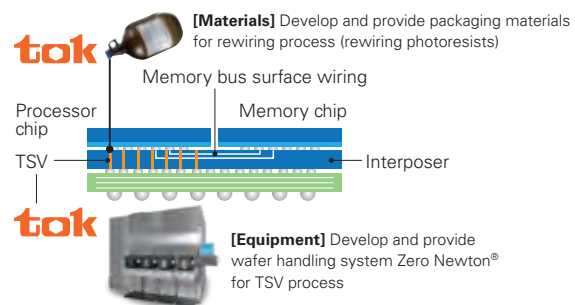 [Materials] Develop and provide packaging materials
for rewiring process (rewiring photoresists)
tok
Memory bus surface wiring
Processor
chip
Memory chip
TSV
Interposer
tok
[Equipment] Develop and provide
wafer handling system Zero Newton®
for TSV process